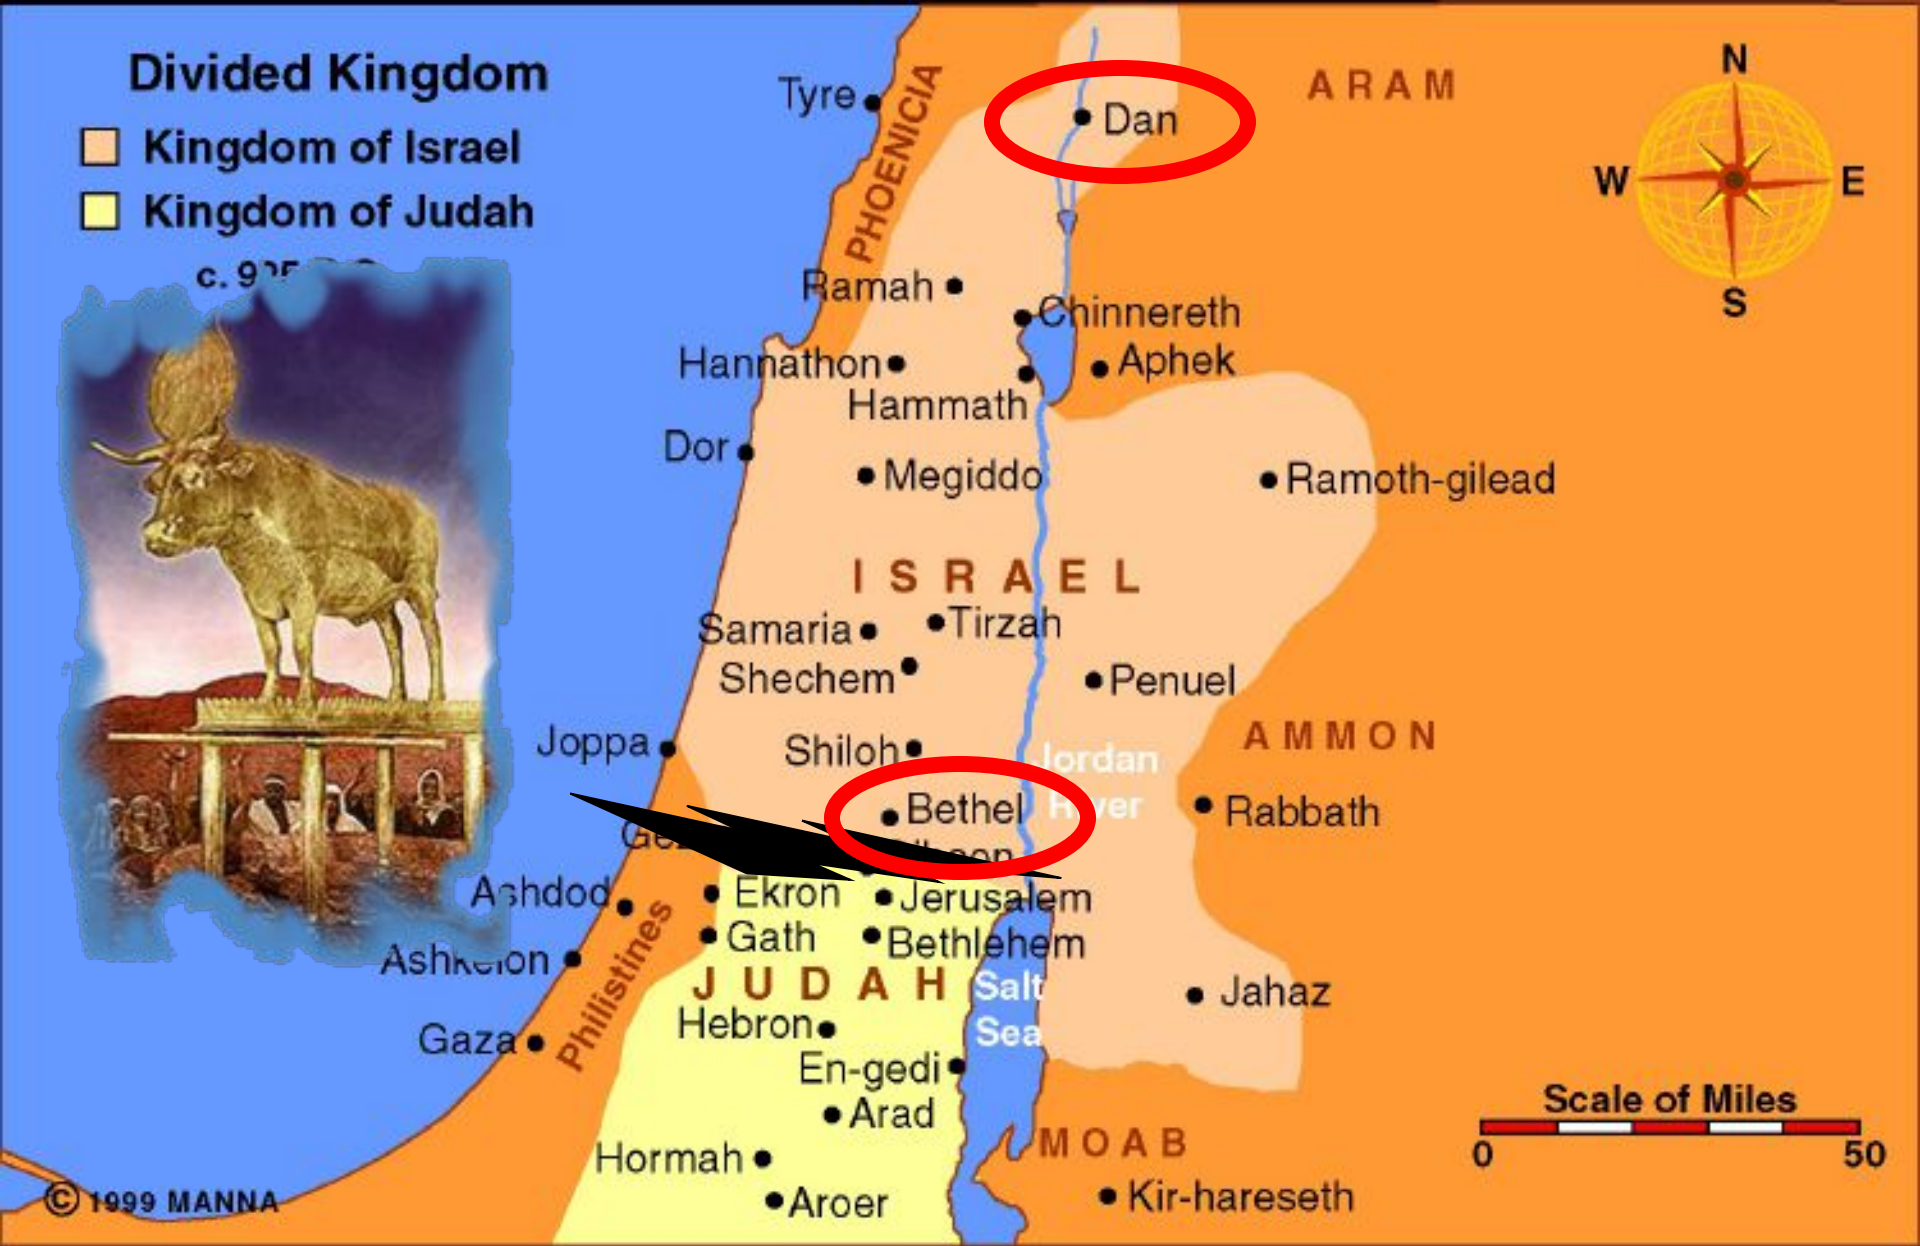 Divided Kingdom
Kingdom of Israel
Kingdom of Judah
c.
Tyre
PHOENICIA
Dan
ARAM
N
W
E
S
Ramah
Chinnereth
Hannathon
Aphek
Hammath
Dor
Megiddo
Ramoth-gilead
ISRAEL
Samaria
Tirzah
Shechem
Penuel
Joppa
Shiloh
AMMON
Jordan
River
Bethel
Rabbath
Ashdod
Ekron
Jerusalem
Gath
Bethlehem
Ashkelon
Philistines
JUDAH
Salt
Sea
Jahaz
Hebron
Gaza
En-gedi
Arad
Scale of Miles
0 50
MOAB
Hormah
Kir-hareseth
Aroer
© 1999 MANNA